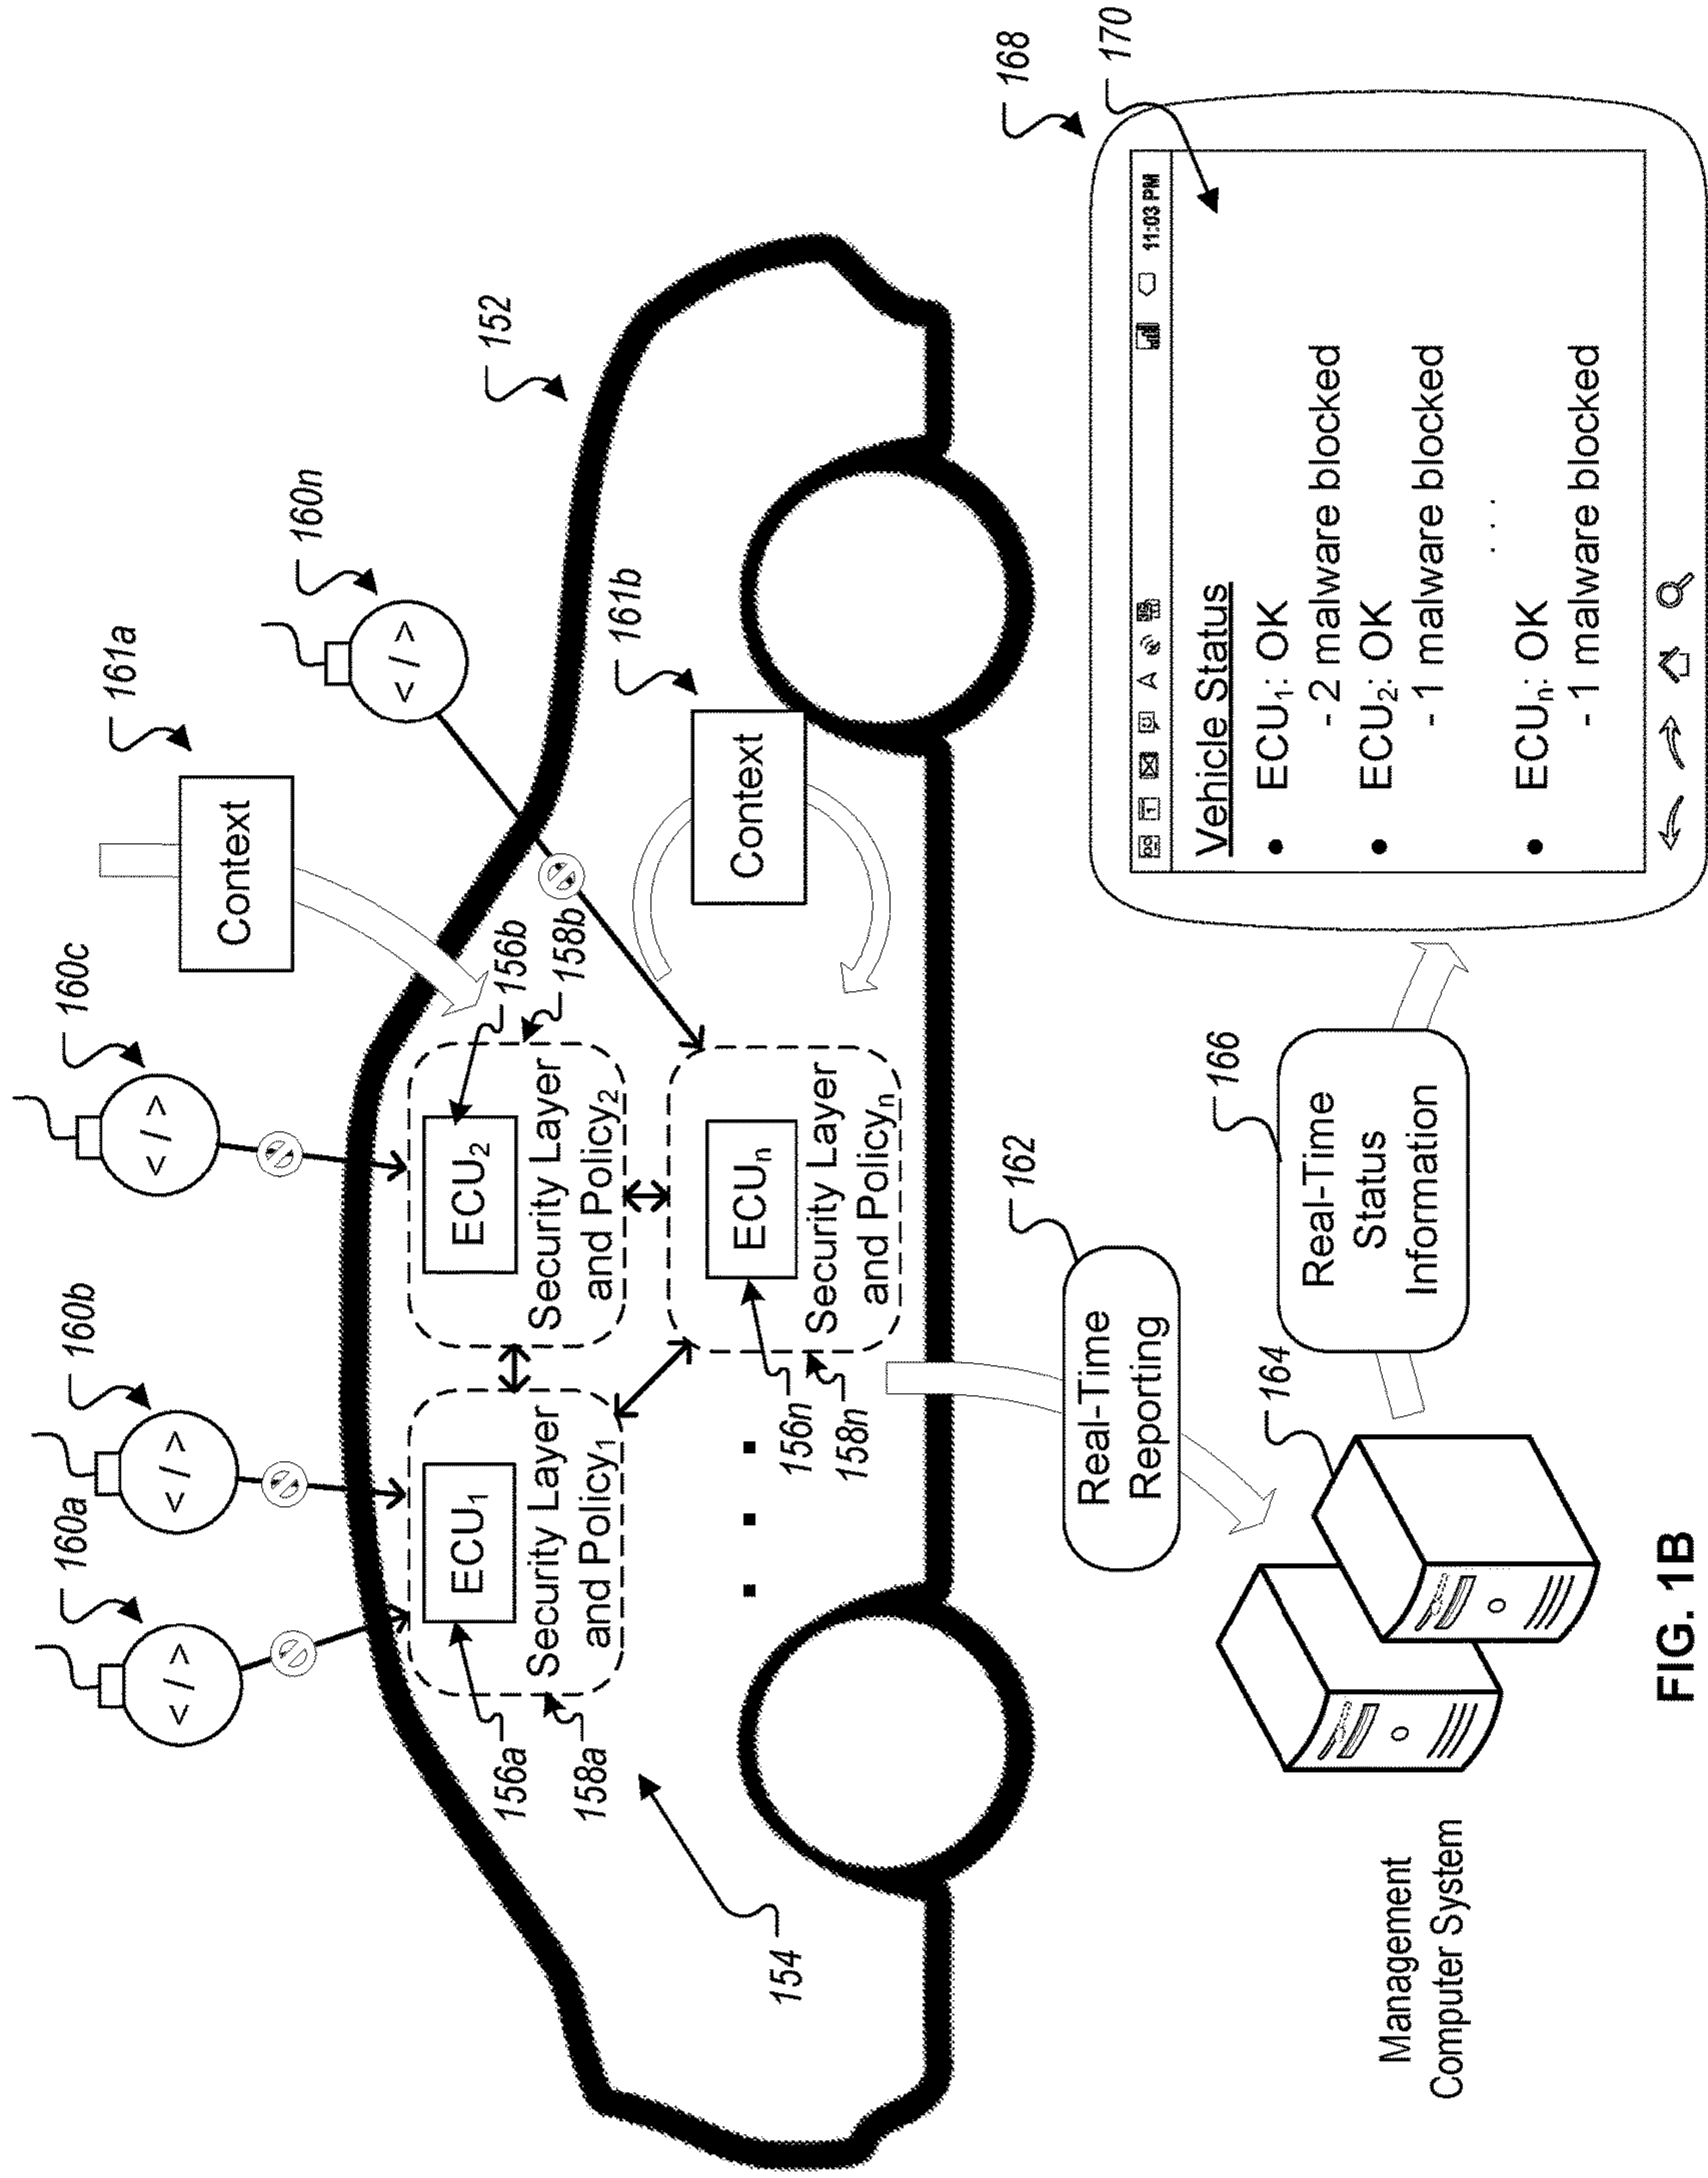 160a
160b
160c
161a
160n
152
Context
< / >
< / >
< / >
< / >
ECU1
Security Layer
and Policy1
156a
158a
ECU2
Security Layer
and Policy2
156b
158b
161b
Context
ECUn
Security Layer
and Policyn
156n
158n
. . .
154
162
Real-Time
Reporting
164
Management
Computer System
166
Real-Time
Status
Information
168
170
11:03 PM
Vehicle Status
• ECU1: OK
- 2 malware blocked
• ECU2: OK
- 1 malware blocked
. . .
• ECUn: OK
- 1 malware blocked
FIG. 1B